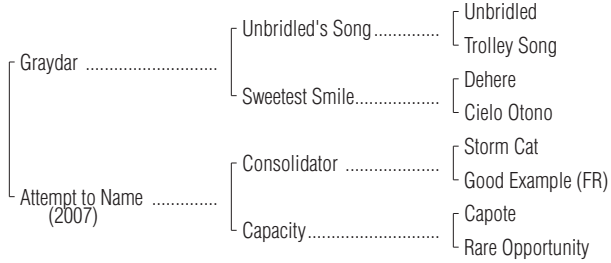 Unbridled
Unbridled's Song..............
Trolley Song
Graydar ............................
Dehere
Sweetest Smile..................
Cielo Otono
Storm Cat
Consolidator ......................
Good Example (FR)
Attempt to Name ..............
(2007)
Capote
Capacity............................
Rare Opportunity